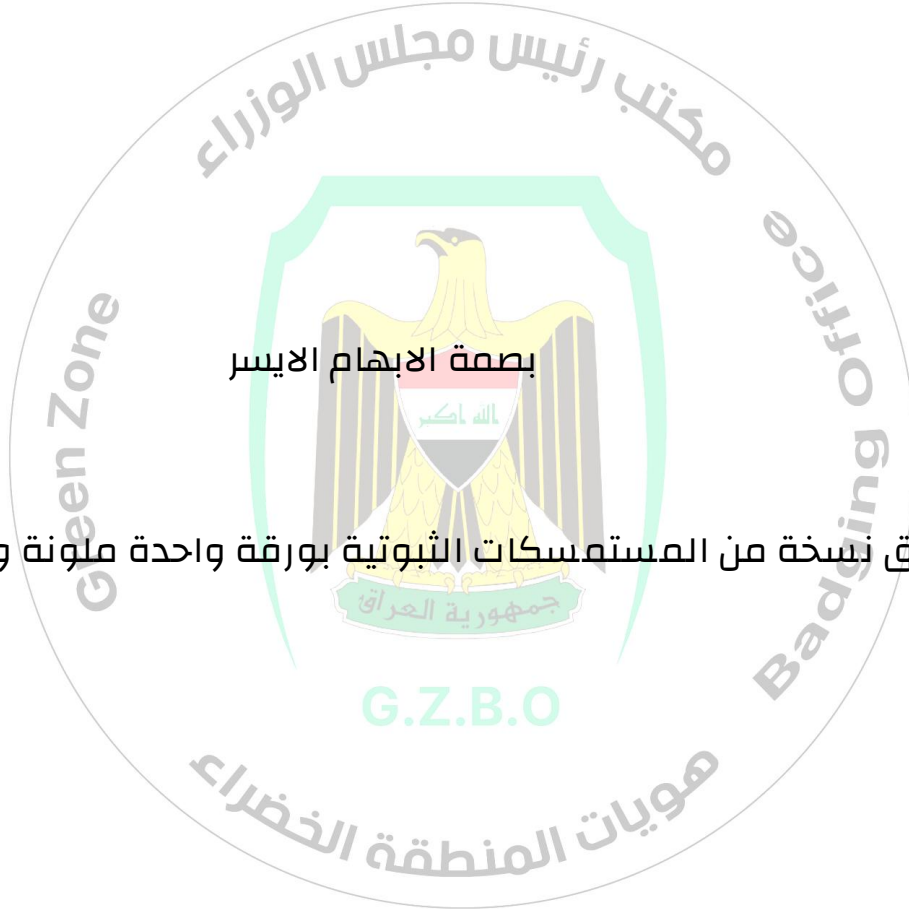 مكتب رئيس مجلس الوزراء
Green Zone
Badging Office
بصمة الابهام الايسر
الله اكبر
نسخة من المستمسكات الثبوتية بورقة واحدة ملونة
جمهورية العراق
G.Z.B.O
هويات المنطقة الخضراء